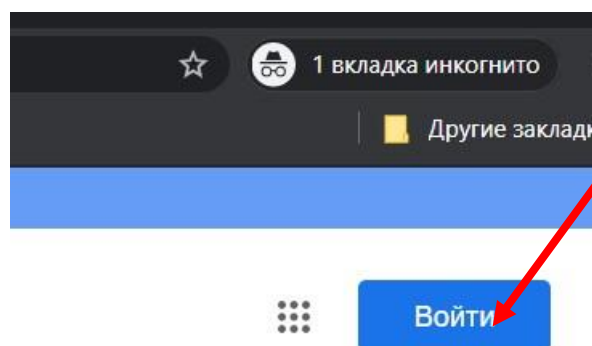 1 вкладка инкогнито
Другие заклад
Войти